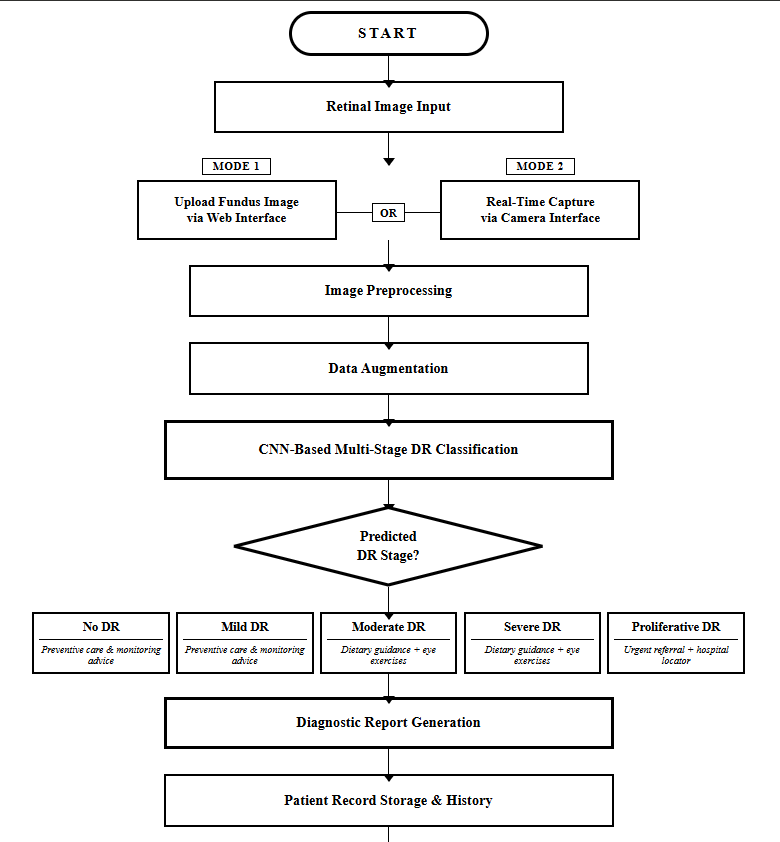 START
Retinal Image Input
MODE 1
MODE 2
Upload Fundus Image
via Web Interface
OR
Real-Time Capture
via Camera Interface
Image Preprocessing
Data Augmentation
CNN-Based Multi-Stage DR Classification
Predicted
DR Stage?
No DR
Preventive care & monitoring
advice
Mild DR
Preventive care & monitoring
advice
Moderate DR
Dietary guidance + eye
exercises
Severe DR
Dietary guidance + eye
exercises
Proliferative DR
Urgent referral + hospital
locator
Diagnostic Report Generation
Patient Record Storage & History